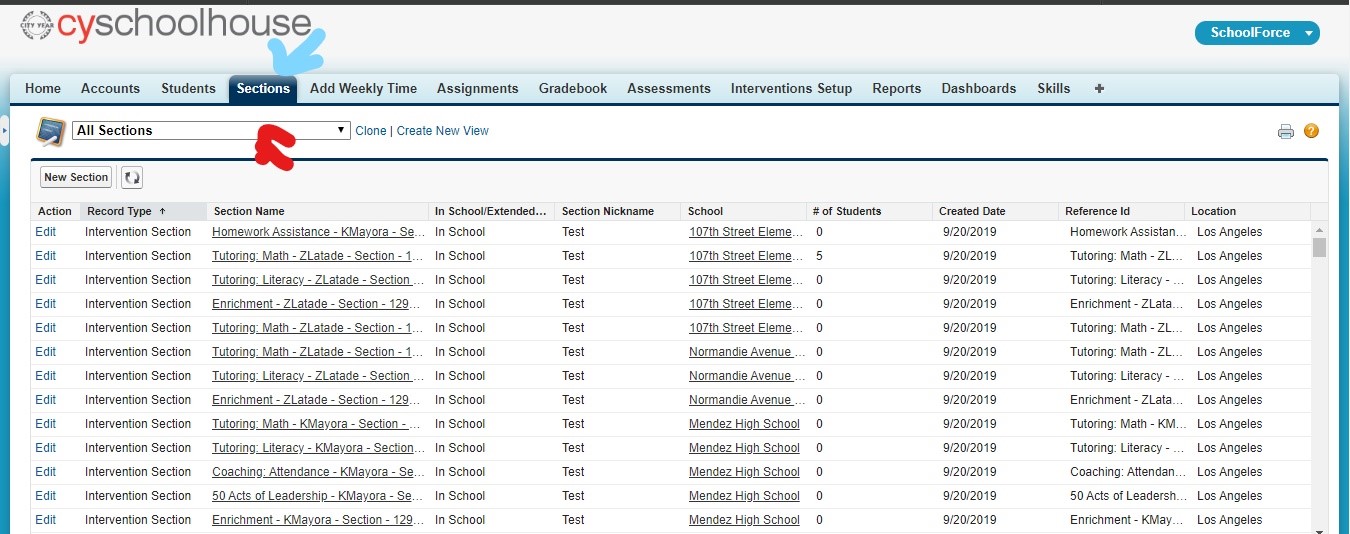 CITY YEAR cyschoolhouse
SchoolForce
Home Accounts Students Sections Add Weekly Time Assignments Gradebook Assessments Interventions Setup Reports Dashboards Skills +
All Sections Clone | Create New View ?
New Section
Action Record Type ↑ Section Name In School/Extended... Section Nickname School # of Students Created Date Reference Id Location
Edit Intervention Section Homework Assistance - KMayora - Se... In School Test 107th Street Eleme... 0 9/20/2019 Homework Assistan... Los Angeles
Edit Intervention Section Tutoring: Math - ZLatade - Section - 1... In School Test 107th Street Eleme... 5 9/20/2019 Tutoring: Math - ZL... Los Angeles
Edit Intervention Section Tutoring: Literacy - ZLatade - Section ... In School Test 107th Street Eleme... 0 9/20/2019 Tutoring: Literacy - ... Los Angeles
Edit Intervention Section Enrichment - ZLatade - Section - 129... In School Test 107th Street Eleme... 0 9/20/2019 Enrichment - ZLata... Los Angeles
Edit Intervention Section Tutoring: Math - ZLatade - Section - 1... In School Test 107th Street Eleme... 0 9/20/2019 Tutoring: Math - ZL... Los Angeles
Edit Intervention Section Tutoring: Math - ZLatade - Section - 1... In School Test Normandie Avenue ... 0 9/20/2019 Tutoring: Math - ZL... Los Angeles
Edit Intervention Section Tutoring: Literacy - ZLatade - Section ... In School Test Normandie Avenue ... 0 9/20/2019 Tutoring: Literacy - ... Los Angeles
Edit Intervention Section Enrichment - ZLatade - Section - 129... In School Test Normandie Avenue ... 0 9/20/2019 Enrichment - ZLata... Los Angeles
Edit Intervention Section Tutoring: Math - KMayora - Section - ... In School Test Mendez High School 0 9/20/2019 Tutoring: Math - KM... Los Angeles
Edit Intervention Section Tutoring: Literacy - KMayora - Section... In School Test Mendez High School 0 9/20/2019 Tutoring: Literacy - ... Los Angeles
Edit Intervention Section Coaching: Attendance - KMayora - Se... In School Test Mendez High School 0 9/20/2019 Coaching: Attendan... Los Angeles
Edit Intervention Section 50 Acts of Leadership - KMayora - Se... In School Test Mendez High School 0 9/20/2019 50 Acts of Leadersh... Los Angeles
Edit Intervention Section Enrichment - KMayora - Section - 129... In School Test Mendez High School 0 9/20/2019 Enrichment - KMay... Los Angeles